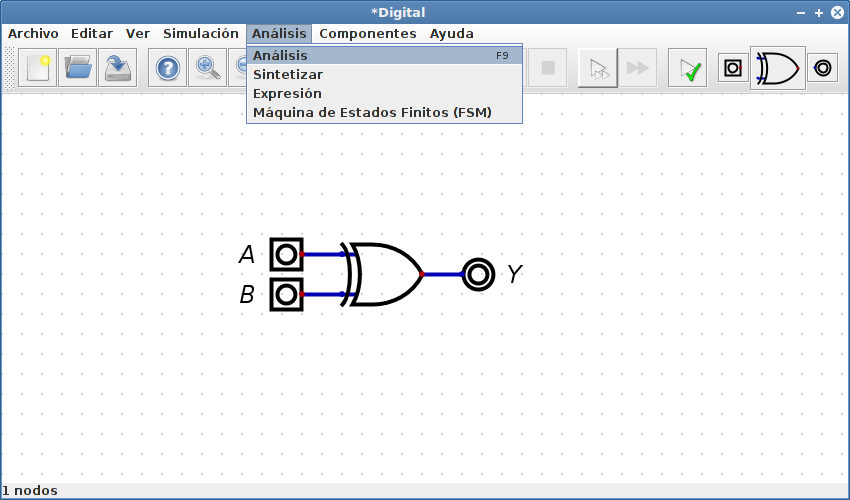 *Digital
Archivo Editar Ver Simulación Análisis Componentes Ayuda
Análisis F9
Sintetizar
Expresión
Máquina de Estados Finitos (FSM)
A
B
Y
1 nodos